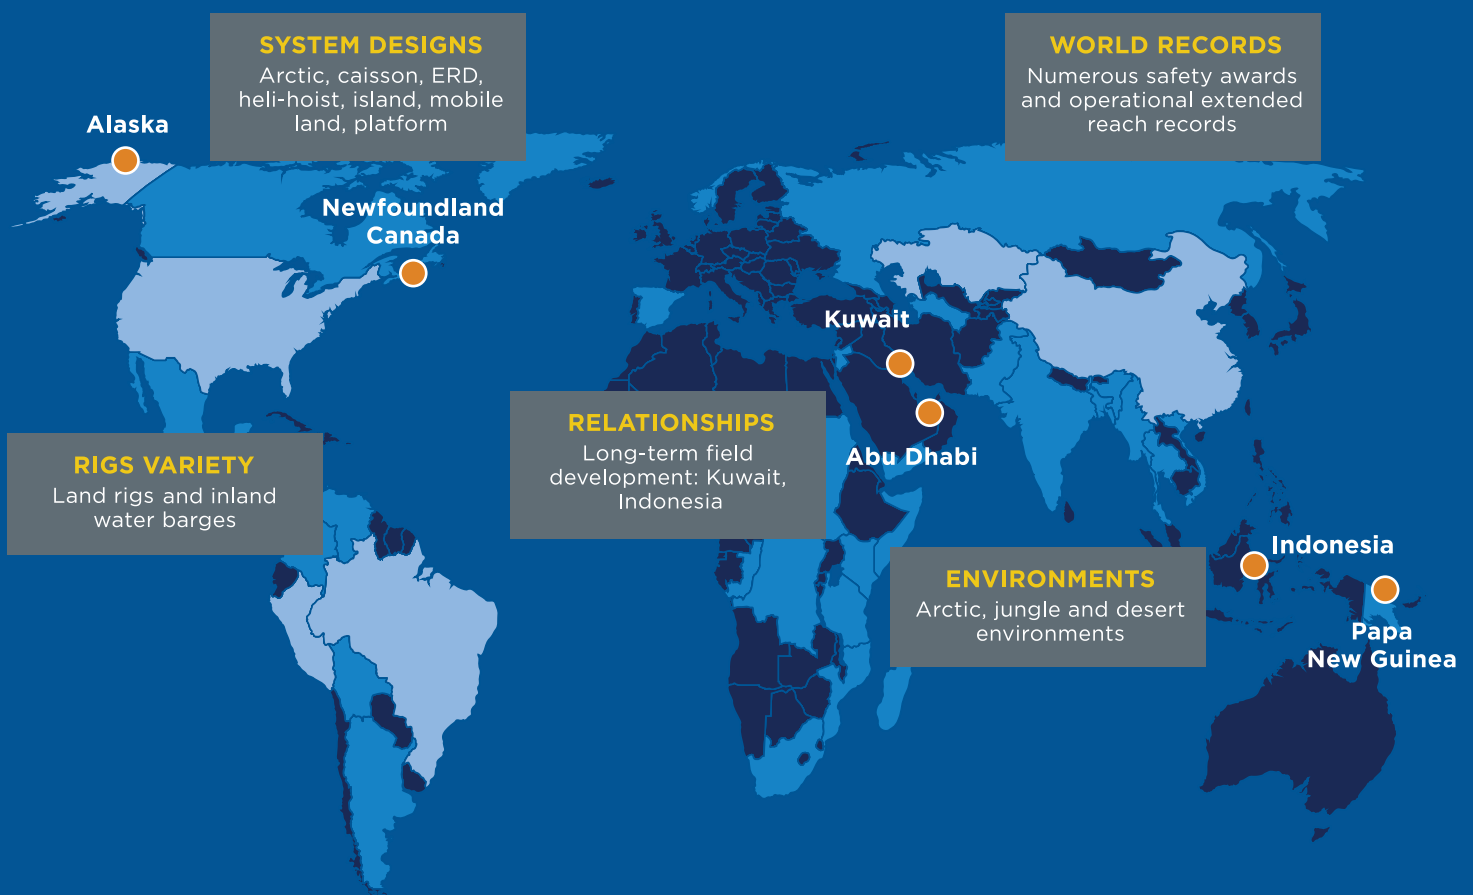 SYSTEM DESIGNS
Arctic, caisson, ERD,
heli-hoist, island, mobile
land, platform
WORLD RECORDS
Numerous safety awards
and operational extended
reach records
Alaska
Newfoundland
Canada
Kuwait
RELATIONSHIPS
Long-term field
development: Kuwait,
Indonesia
Abu Dhabi
RIGS VARIETY
Land rigs and inland
water barges
Indonesia
ENVIRONMENTS
Arctic, jungle and desert
environments
Papa
New Guinea